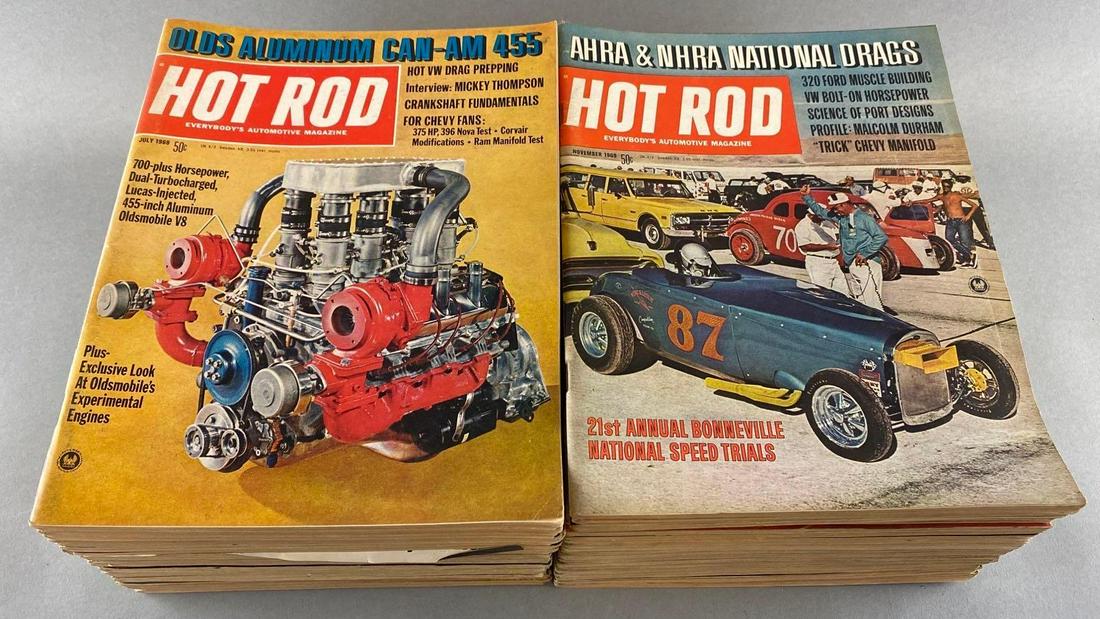 OLDS ALUMINUM CAN-AM 455
HOT ROD
EVERYBODY'S AUTOMOTIVE MAGAZINE
HOT VW DRAG PREPPING
Interview: MICKEY THOMPSON
CRANKSHAFT FUNDAMENTALS
FOR CHEVY FANS:
375 HP, 396 Nova Test • Corvair
Modifications • Ram Manifold Test
JULY 1969 50¢
700-plus Horsepower,
Dual-Turbocharged,
Lucas-Injected,
455-inch Aluminum
Oldsmobile V8
Plus-
Exclusive Look
At Oldsmobile's
Experimental
Engines
AHRA & NHRA NATIONAL DRAGS
HOT ROD
EVERYBODY'S AUTOMOTIVE MAGAZINE
320 FORD MUSCLE BUILDING
VW BOLT-ON HORSEPOWER
SCIENCE OF PORT DESIGNS
PROFILE: MALCOLM DURHAM
"TRICK" CHEVY MANIFOLD
NOVEMBER 1969 50¢
70
87
21st ANNUAL BONNEVILLE
NATIONAL SPEED TRIALS